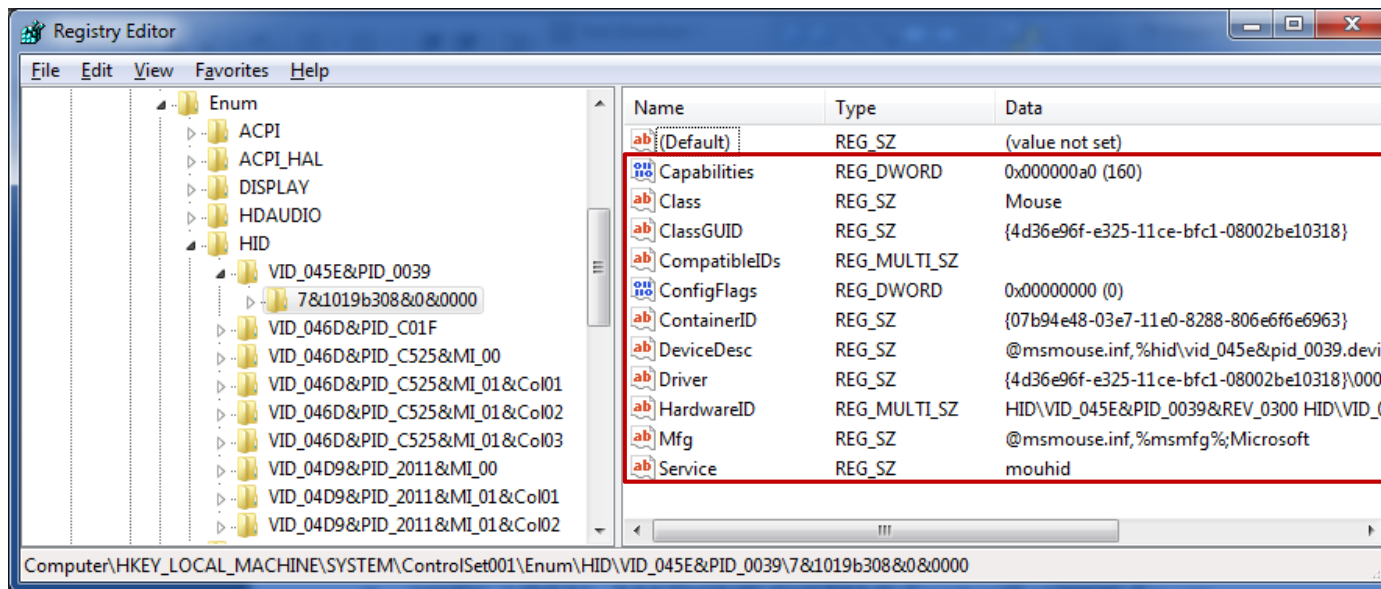 Registry Editor
File Edit View Favorites Help
Enum
ACPI
ACPI_HAL
DISPLAY
HDAUDIO
HID
VID_045E&PID_0039
7&1019b308&0&0000
VID_046D&PID_C01F
VID_046D&PID_C525&MI_00
VID_046D&PID_C525&MI_01&Col01
VID_046D&PID_C525&MI_01&Col02
VID_046D&PID_C525&MI_01&Col03
VID_04D9&PID_2011&MI_00
VID_04D9&PID_2011&MI_01&Col01
VID_04D9&PID_2011&MI_01&Col02
Name Type Data
(Default) REG_SZ (value not set)
Capabilities REG_DWORD 0x000000a0 (160)
Class REG_SZ Mouse
ClassGUID REG_SZ {4d36e96f-e325-11ce-bfc1-08002be10318}
CompatibleIDs REG_MULTI_SZ
ConfigFlags REG_DWORD 0x00000000 (0)
ContainerID REG_SZ {07b94e48-03e7-11e0-8288-806e6f6e6963}
DeviceDesc REG_SZ @msmouse.inf,%hid\vid_045e&pid_0039.devi
Driver REG_SZ {4d36e96f-e325-11ce-bfc1-08002be10318}\000
HardwareID REG_MULTI_SZ HID\VID_045E&PID_0039&REV_0300 HID\VID_0
Mfg REG_SZ @msmouse.inf,%msmfg%;Microsoft
Service REG_SZ mouhid
Computer\HKEY_LOCAL_MACHINE\SYSTEM\ControlSet001\Enum\HID\VID_045E&PID_0039\7&1019b308&0&0000